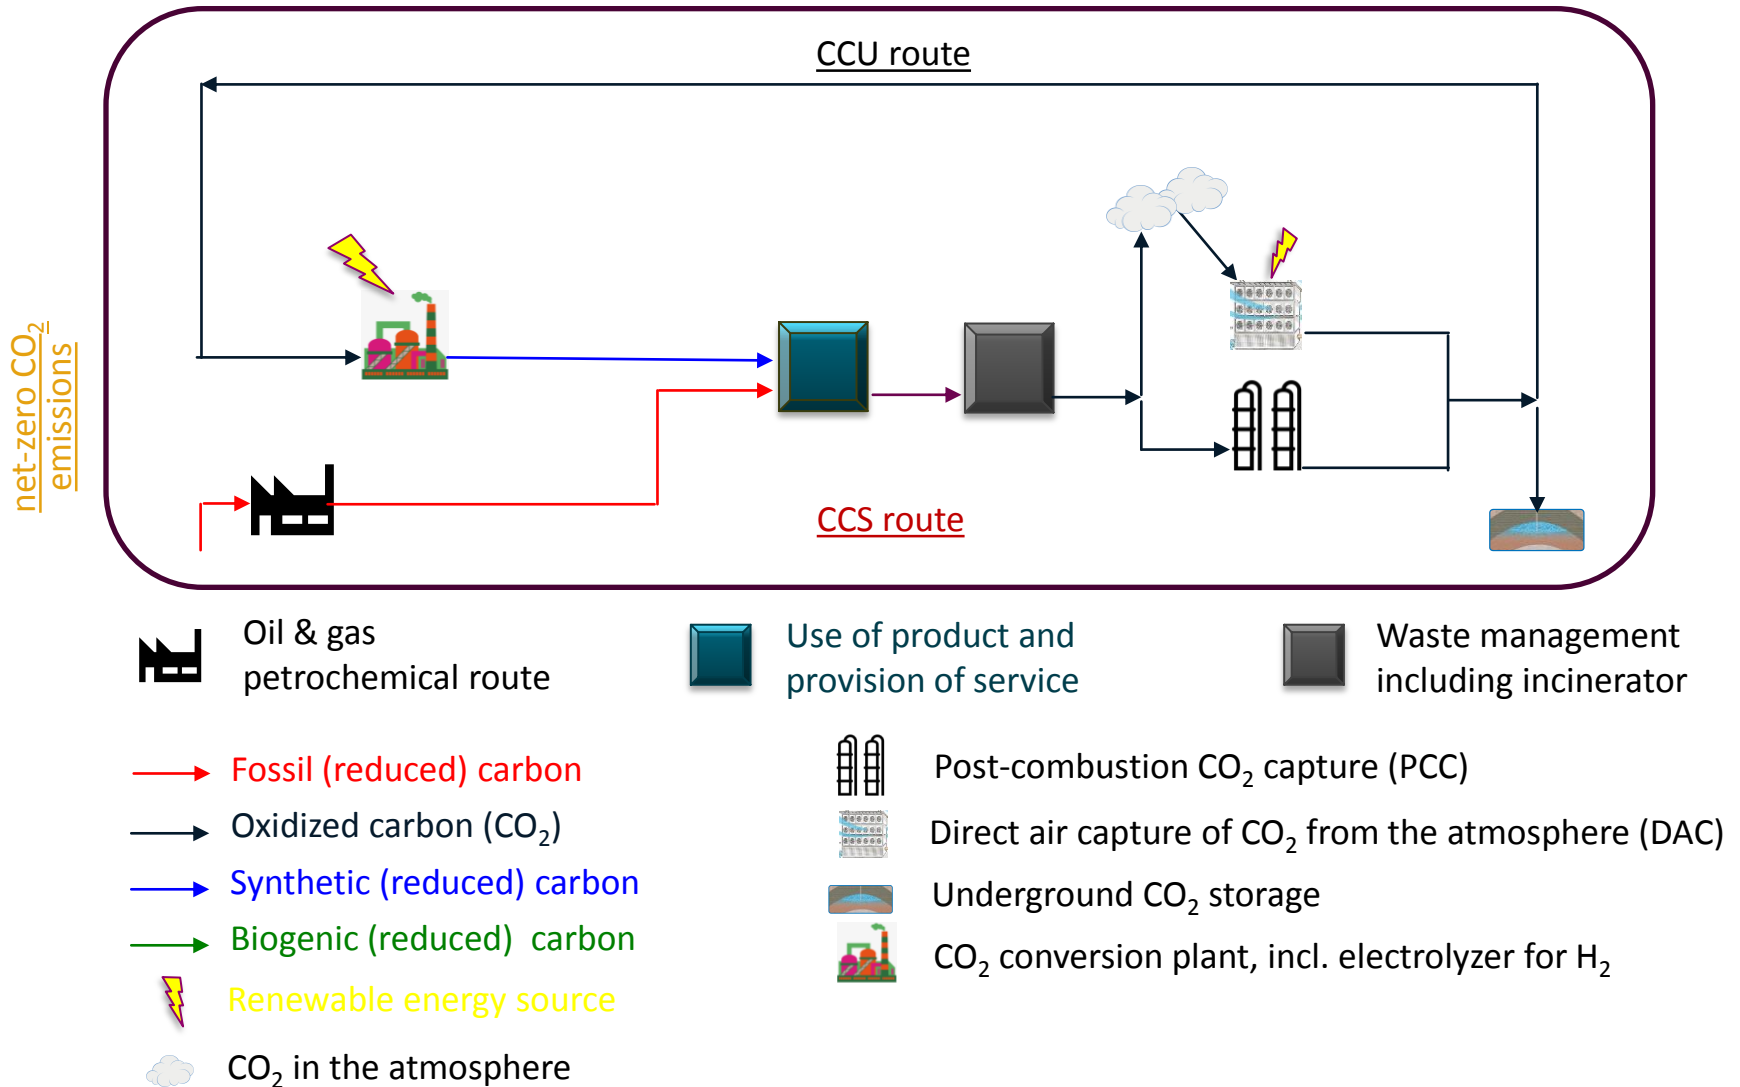 CCU route
net-zero CO₂
emissions
CCS route
Oil & gas
petrochemical route
Use of product and
provision of service
Waste management
including incinerator
Fossil (reduced) carbon
Oxidized carbon (CO₂)
Synthetic (reduced) carbon
Biogenic (reduced) carbon
Renewable energy source
CO₂ in the atmosphere
Post-combustion CO₂ capture (PCC)
Direct air capture of CO₂ from the atmosphere (DAC)
Underground CO₂ storage
CO₂ conversion plant, incl. electrolyzer for H₂